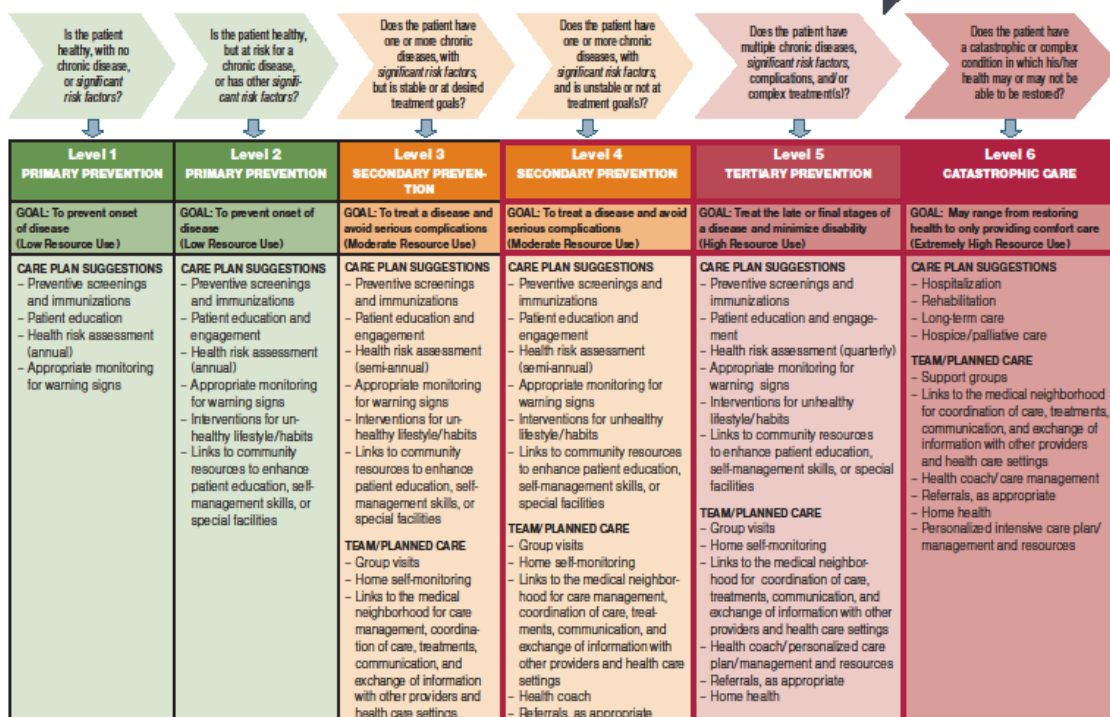 Is the patient
healthy, with no
chronic disease,
or significant
risk factors?
Is the patient healthy,
but at risk for a
chronic disease,
or has other signifi-
cant risk factors?
Does the patient have
one or more chronic
diseases, with
significant risk factors,
but is stable or at desired
treatment goals?
Does the patient have
one or more chronic
diseases, with
significant risk factors,
and is unstable or not at
treatment goal(s)?
Does the patient have
multiple chronic diseases,
significant risk factors,
complications, and/or
complex treatment(s)?
Does the patient have
a catastrophic or complex
condition in which his/her
health may or may not be
able to be restored?
Level 1
PRIMARY PREVENTION
GOAL: To prevent onset
of disease
(Low Resource Use)
CARE PLAN SUGGESTIONS
– Preventive screenings
and immunizations
– Patient education
– Health risk assessment
(annual)
– Appropriate monitoring
for warning signs
Level 2
PRIMARY PREVENTION
GOAL: To prevent onset of
disease
(Low Resource Use)
CARE PLAN SUGGESTIONS
– Preventive screenings
and immunizations
– Patient education and
engagement
– Health risk assessment
(annual)
– Appropriate monitoring
for warning signs
– Interventions for un-
healthy lifestyle/habits
– Links to community
resources to enhance
patient education, self-
management skills, or
special facilities
Level 3
SECONDARY PREVEN-
TION
GOAL: To treat a disease and
avoid serious complications
(Moderate Resource Use)
CARE PLAN SUGGESTIONS
– Preventive screenings
and immunizations
– Patient education and
engagement
– Health risk assessment
(semi-annual)
– Appropriate monitoring
for warning signs
– Interventions for un-
healthy lifestyle/habits
– Links to community
resources to enhance
patient education, self-
management skills, or
special facilities
TEAM/PLANNED CARE
– Group visits
– Home self-monitoring
– Links to the medical
neighborhood for care
management, coordina-
tion of care, treatments,
communication, and
exchange of information
with other providers and
health care settings
Level 4
SECONDARY PREVENTION
GOAL: To treat a disease and avoid
serious complications
(Moderate Resource Use)
CARE PLAN SUGGESTIONS
– Preventive screenings and
immunizations
– Patient education and
engagement
– Health risk assessment
(semi-annual)
– Appropriate monitoring for
warning signs
– Interventions for unhealthy
lifestyle/habits
– Links to community resources
to enhance patient education,
self-management skills, or
special facilities
TEAM/PLANNED CARE
– Group visits
– Home self-monitoring
– Links to the medical neighbor-
hood for care management,
coordination of care, treat-
ments, communication, and
exchange of information with
other providers and health care
settings
– Health coach
– Referrals, as appropriate
Level 5
TERTIARY PREVENTION
GOAL: Treat the late or final stages of
a disease and minimize disability
(High Resource Use)
CARE PLAN SUGGESTIONS
– Preventive screenings and
immunizations
– Patient education and engage-
ment
– Health risk assessment (quarterly)
– Appropriate monitoring for
warning signs
– Interventions for unhealthy
lifestyle/habits
– Links to community resources
to enhance patient education,
self-management skills, or special
facilities
TEAM/PLANNED CARE
– Group visits
– Home self-monitoring
– Links to the medical neighbor-
hood for coordination of care,
treatments, communication, and
exchange of information with other
providers and health care settings
– Health coach/personalized care
plan/management and resources
– Referrals, as appropriate
– Home health
Level 6
CATASTROPHIC CARE
GOAL: May range from restoring
health to only providing comfort care
(Extremely High Resource Use)
CARE PLAN SUGGESTIONS
– Hospitalization
– Rehabilitation
– Long-term care
– Hospice/palliative care
TEAM/PLANNED CARE
– Support groups
– Links to the medical neighborhood
for coordination of care, treatments,
communication, and exchange of
information with other providers
and health care settings
– Health coach/care management
– Referrals, as appropriate
– Home health
– Personalized intensive care plan/
management and resources